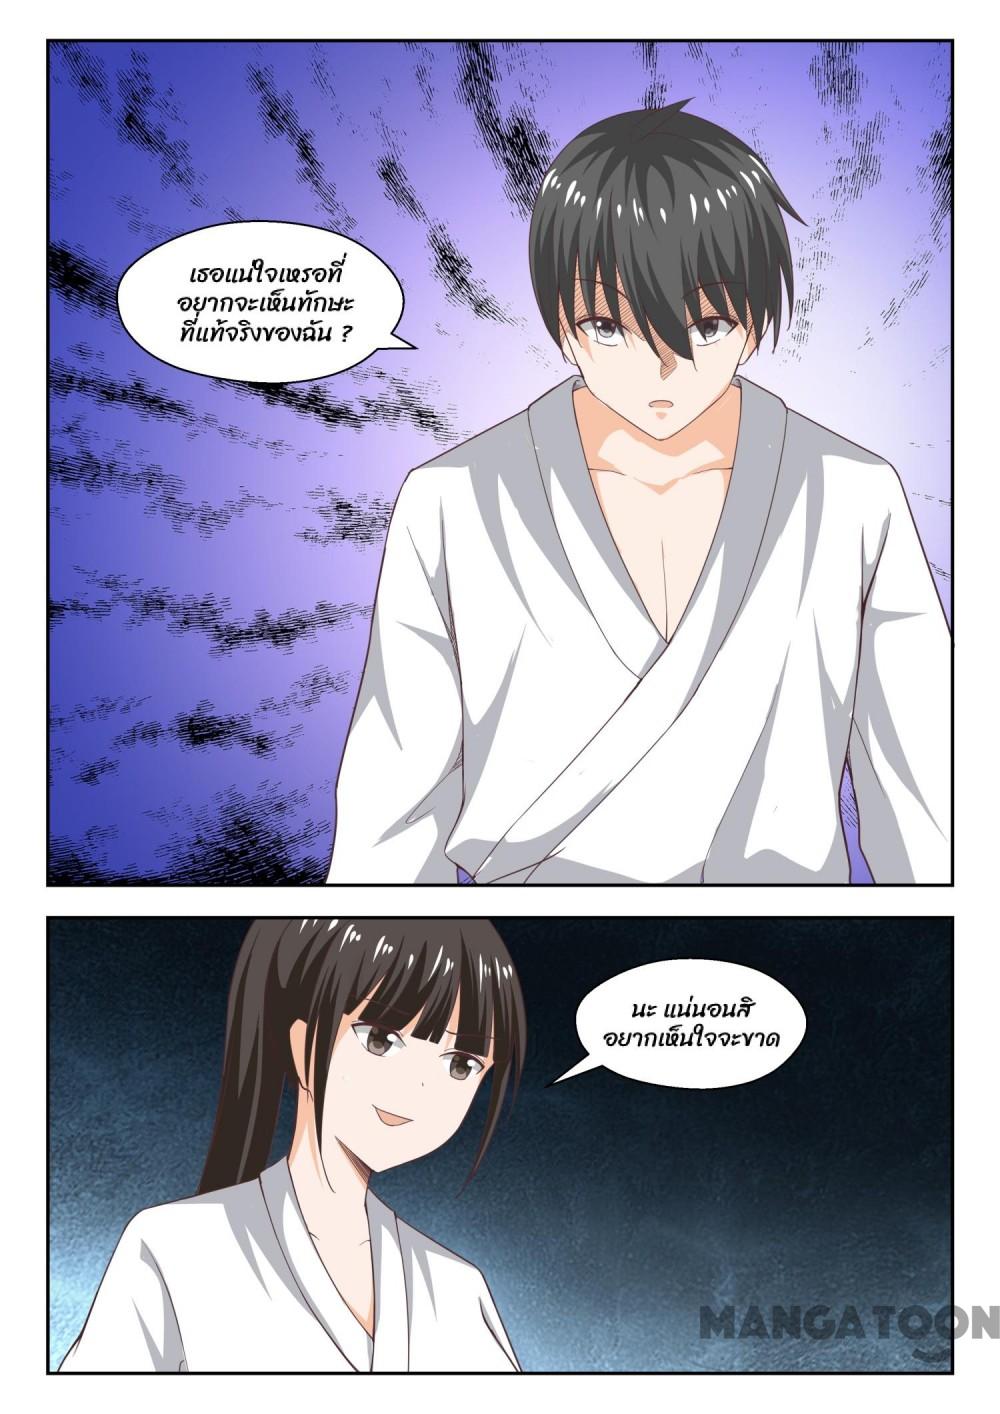 เธอแน่ใจเหรอที่
อยากจะเห็นทักษะ
ที่แท้จริงของฉัน ?
นะ แน่นอนสิ
อยากเห็นใจจะขาด
MANGATOON